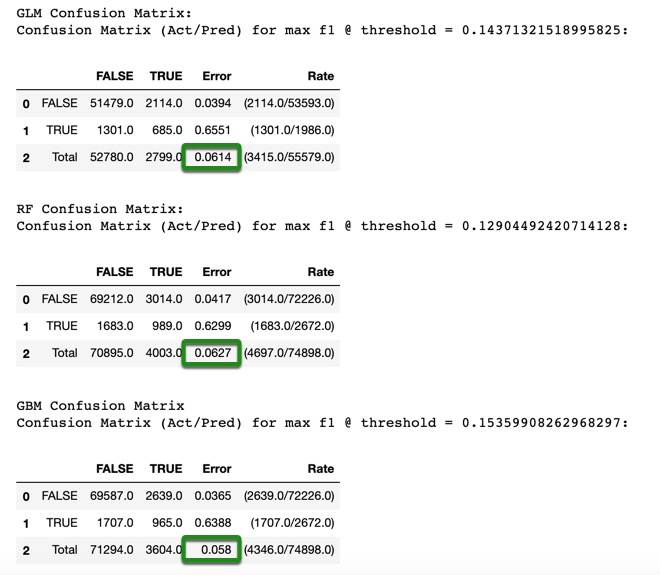 GLM Confusion Matrix:
Confusion Matrix (Act/Pred) for max f1 @ threshold = 0.14371321518995825:
FALSE TRUE Error Rate
0 FALSE 51479.0 2114.0 0.0394 (2114.0/53593.0)
1 TRUE 1301.0 685.0 0.6551 (1301.0/1986.0)
2 Total 52780.0 2799.0 0.0614 (3415.0/55579.0)
RF Confusion Matrix:
Confusion Matrix (Act/Pred) for max f1 @ threshold = 0.12904492420714128:
FALSE TRUE Error Rate
0 FALSE 69212.0 3014.0 0.0417 (3014.0/72226.0)
1 TRUE 1683.0 989.0 0.6299 (1683.0/2672.0)
2 Total 70895.0 4003.0 0.0627 (4697.0/74898.0)
GBM Confusion Matrix
Confusion Matrix (Act/Pred) for max f1 @ threshold = 0.15359908262968297:
FALSE TRUE Error Rate
0 FALSE 69587.0 2639.0 0.0365 (2639.0/72226.0)
1 TRUE 1707.0 965.0 0.6388 (1707.0/2672.0)
2 Total 71294.0 3604.0 0.058 (4346.0/74898.0)